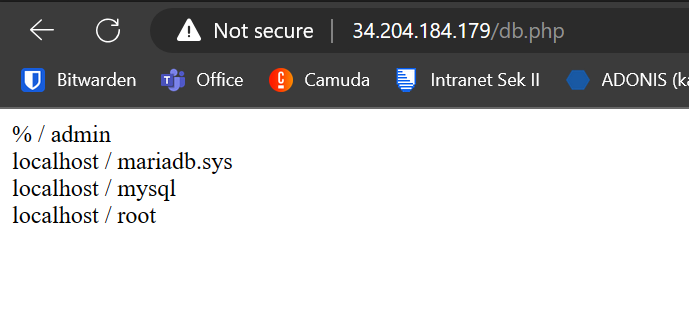 Not secure 34.204.184.179/db.php
Bitwarden Office Camuda Intranet Sek II ADONIS (ka
% / admin
localhost / mariadb.sys
localhost / mysql
localhost / root